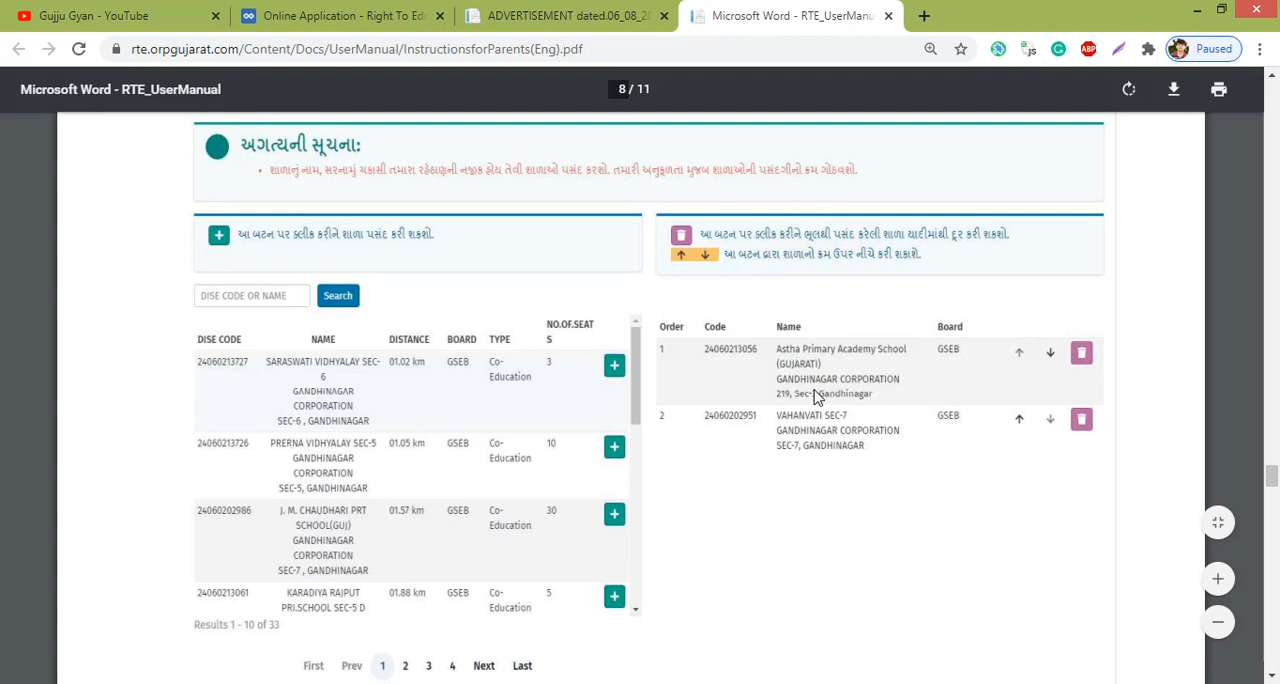 Gujju Gyan - YouTube
Online Application - Right To Ed
ADVERTISEMENT dated.06_08_20
Microsoft Word - RTE_UserManu
rte.orpgujarat.com/Content/Docs/UserManual/InstructionsForParents(Eng).pdf
Paused
Microsoft Word - RTE_UserManual
8 / 11
અગત્યની સૂચના:
શાળાનું નામ, સરનામું ચકાસી તમારા રહેઠાણની નજીક હોય તેવી શાળાઓ પસંદ કરશો. તમારી અનુકૂળતા મુજબ શાળાઓની પસંદગીનો ક્રમ ગોઠવશો.
આ બટન પર ક્લીક કરીને શાળા પસંદ કરી શકશો.
આ બટન પર ક્લીક કરીને ભૂલથી પસંદ કરેલી શાળા યાદીમાંથી દૂર કરી શકશો.
આ બટન દ્વારા શાળાનો ક્રમ ઉપર નીચે કરી શકાશે.
DISE CODE OR NAME
Search
DISE CODE NAME DISTANCE BOARD TYPE NO.OF.SEAT
S
24060213727 SARASWATI VIDHYALAY SEC- 01.02 km GSEB Co- 3
6 Education
GANDHINAGAR
CORPORATION
SEC-6 , GANDHINAGAR
24060213726 PRERNA VIDHYALAY SEC-5 01.05 km GSEB Co- 10
GANDHINAGAR Education
CORPORATION
SEC-5, GANDHINAGAR
24060202986 J. M. CHAUDHARI PRT 01.57 km GSEB Co- 30
SCHOOL(GUJ) Education
GANDHINAGAR
CORPORATION
SEC-7 , GANDHINAGAR
24060213061 KARADIYA RAJPUT 01.88 km GSEB Co- 5
PRI.SCHOOL SEC-5 D Education
Results 1 - 10 of 33
First Prev 1 2 3 4 Next Last
Order Code Name Board
1 24060213056 Astha Primary Academy School GSEB
(GUJARATI)
GANDHINAGAR CORPORATION
219, Sec- Gandhinagar
2 24060202951 VAHANVATI SEC-7 GSEB
GANDHINAGAR CORPORATION
SEC-7, GANDHINAGAR